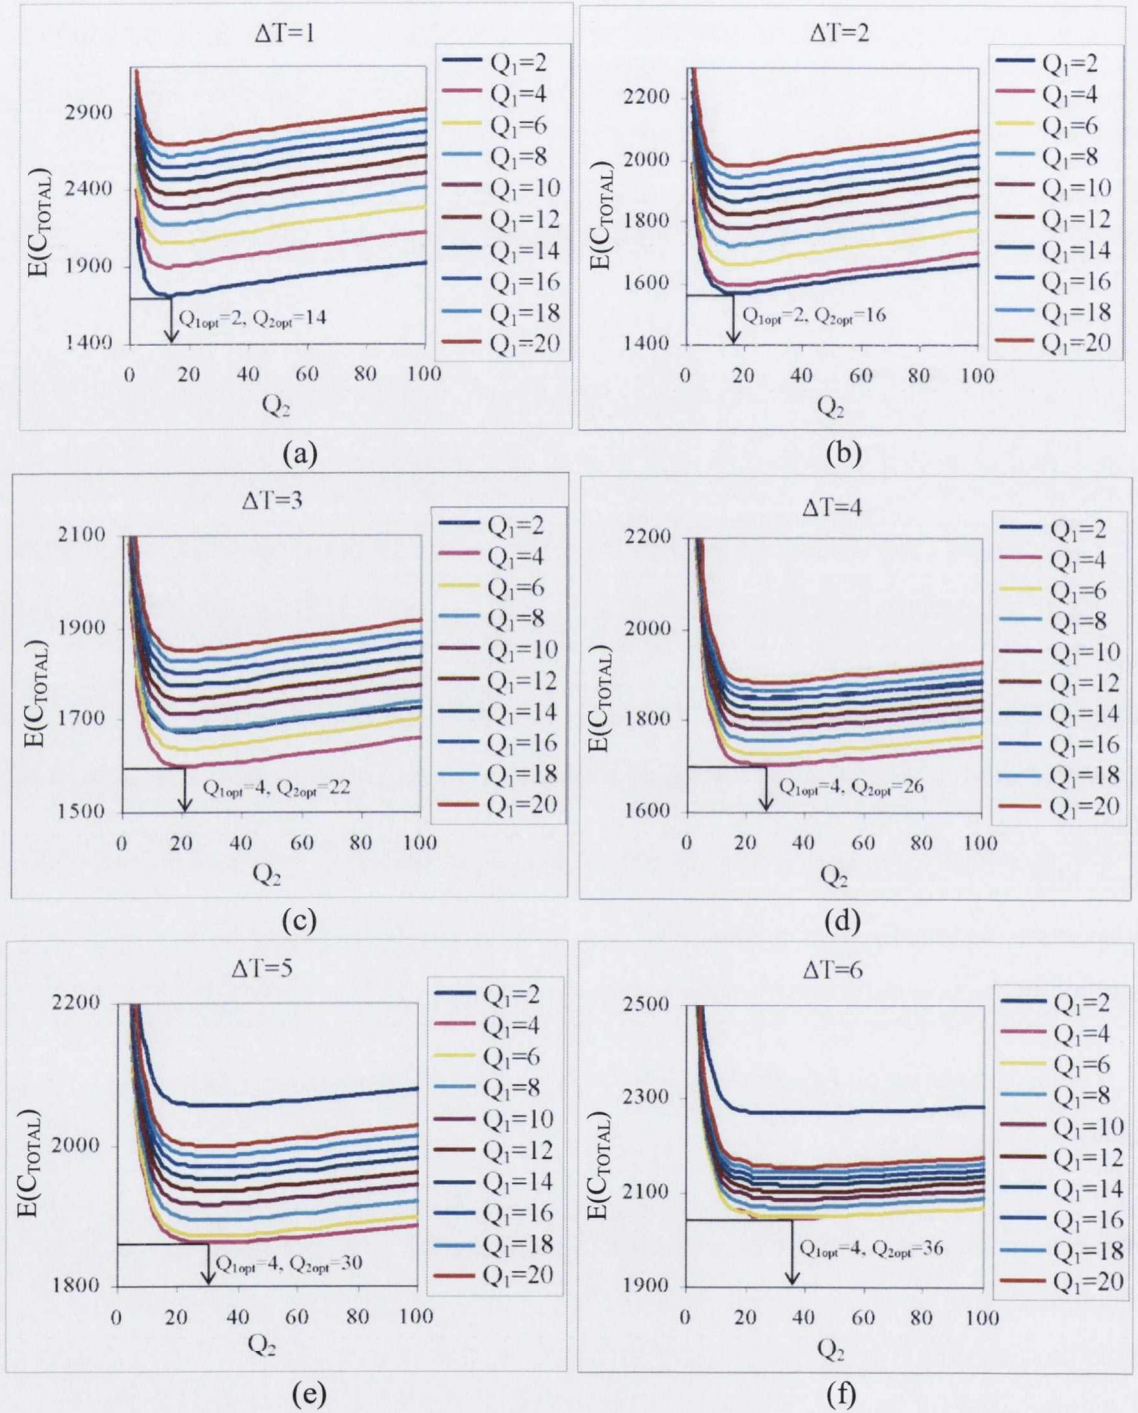 ΔT=1
E(C_TOTAL)
2900
2400
1900
1400
0 20 40 60 80 100
Q₂
Q₁opt=2, Q₂opt=14
Q₁=2
Q₁=4
Q₁=6
Q₁=8
Q₁=10
Q₁=12
Q₁=14
Q₁=16
Q₁=18
Q₁=20
(a)
ΔT=2
E(C_TOTAL)
2200
2000
1800
1600
1400
0 20 40 60 80 100
Q₂
Q₁opt=2, Q₂opt=16
Q₁=2
Q₁=4
Q₁=6
Q₁=8
Q₁=10
Q₁=12
Q₁=14
Q₁=16
Q₁=18
Q₁=20
(b)
ΔT=3
E(C_TOTAL)
2100
1900
1700
1500
0 20 40 60 80 100
Q₂
Q₁opt=4, Q₂opt=22
Q₁=2
Q₁=4
Q₁=6
Q₁=8
Q₁=10
Q₁=12
Q₁=14
Q₁=16
Q₁=18
Q₁=20
(c)
ΔT=4
E(C_TOTAL)
2200
2000
1800
1600
0 20 40 60 80 100
Q₂
Q₁opt=4, Q₂opt=26
Q₁=2
Q₁=4
Q₁=6
Q₁=8
Q₁=10
Q₁=12
Q₁=14
Q₁=16
Q₁=18
Q₁=20
(d)
ΔT=5
E(C_TOTAL)
2200
2000
1800
0 20 40 60 80 100
Q₂
Q₁opt=4, Q₂opt=30
Q₁=2
Q₁=4
Q₁=6
Q₁=8
Q₁=10
Q₁=12
Q₁=14
Q₁=16
Q₁=18
Q₁=20
(e)
ΔT=6
E(C_TOTAL)
2500
2300
2100
1900
0 20 40 60 80 100
Q₂
Q₁opt=4, Q₂opt=36
Q₁=2
Q₁=4
Q₁=6
Q₁=8
Q₁=10
Q₁=12
Q₁=14
Q₁=16
Q₁=18
Q₁=20
(f)